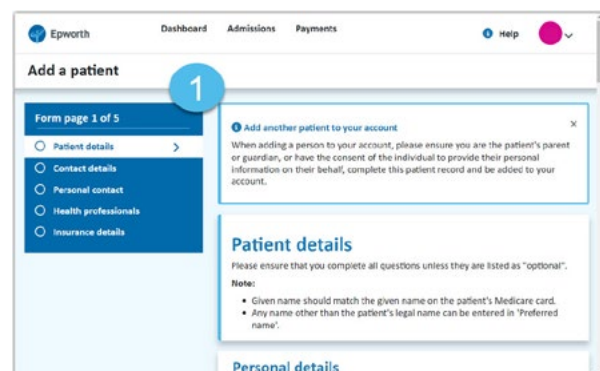 Epworth
Dashboard
Admissions
Payments
Help
Add a patient
1
Form page 1 of 5
Patient details
Contact details
Personal contact
Health professionals
Insurance details
Add another patient to your account
When adding a person to your account, please ensure you are the patient's parent
or guardian, or have the consent of the individual to provide their personal
information on their behalf, complete this patient record and be added to your
account.
Patient details
Please ensure that you complete all questions unless they are listed as "optional".
Note:
• Given name should match the given name on the patient's Medicare card.
• Any name other than the patient's legal name can be entered in 'Preferred
name'.
Personal details